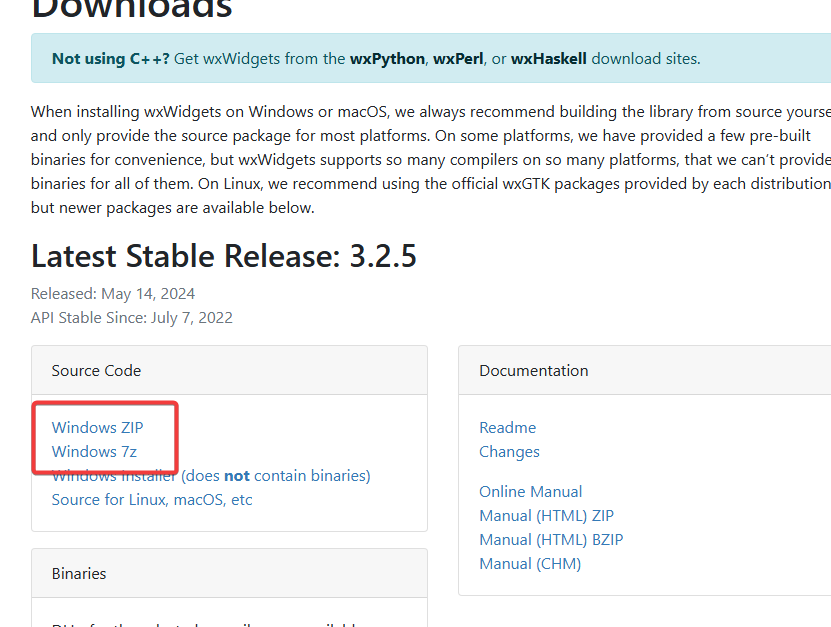 Downloads
Not using C++? Get wxWidgets from the wxPython, wxPerl, or wxHaskell download sites.
When installing wxWidgets on Windows or macOS, we always recommend building the library from source yourse
and only provide the source package for most platforms. On some platforms, we have provided a few pre-built
binaries for convenience, but wxWidgets supports so many compilers on so many platforms, that we can't provide
binaries for all of them. On Linux, we recommend using the official wxGTK packages provided by each distribution
but newer packages are available below.
Latest Stable Release: 3.2.5
Released: May 14, 2024
API Stable Since: July 7, 2022
Source Code
Windows ZIP
Windows 7z
Windows Installer (does not contain binaries)
Source for Linux, macOS, etc
Documentation
Readme
Changes
Online Manual
Manual (HTML) ZIP
Manual (HTML) BZIP
Manual (CHM)
Binaries